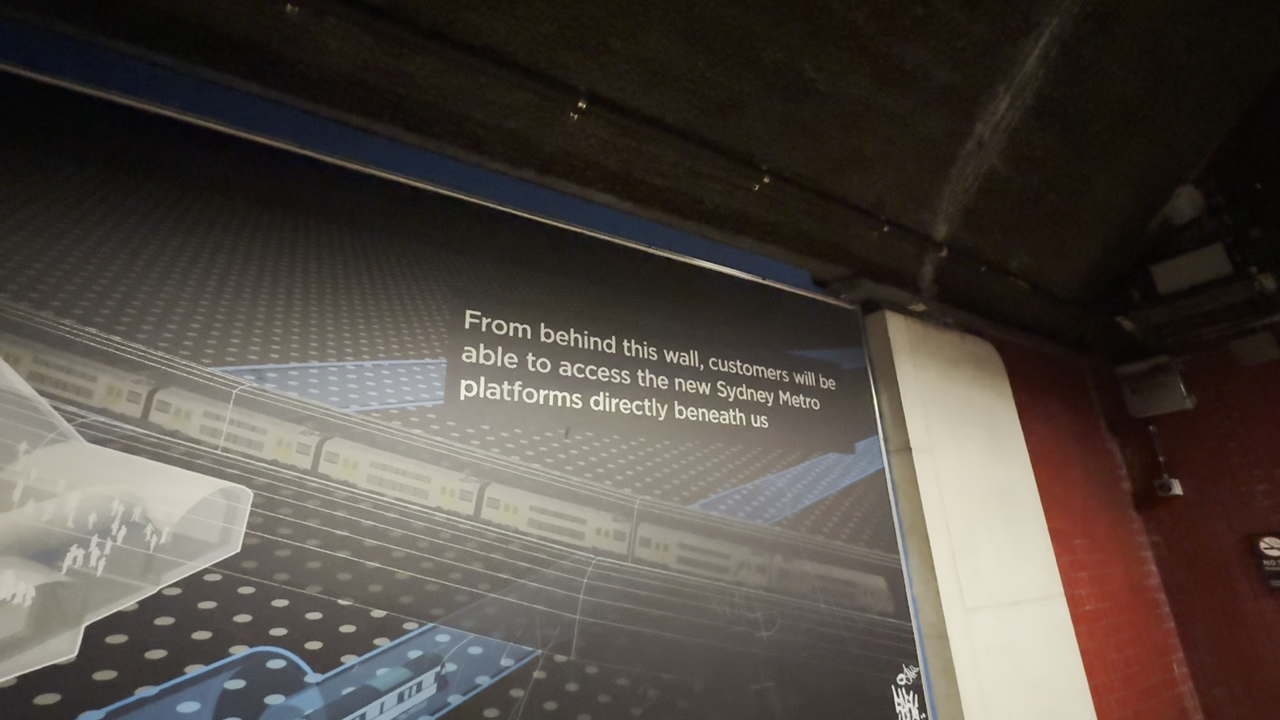 From behind this wall, customers will be
able to access the new Sydney Metro
platforms directly beneath us